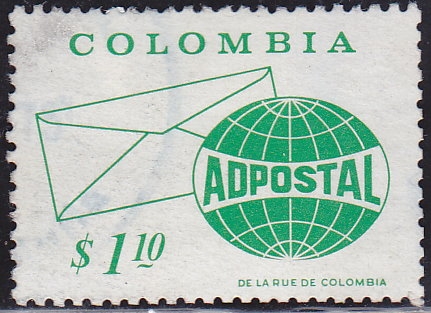 COLOMBIA
ADPOSTAL
$ 1 10
DE LA RUE DE COLOMBIA